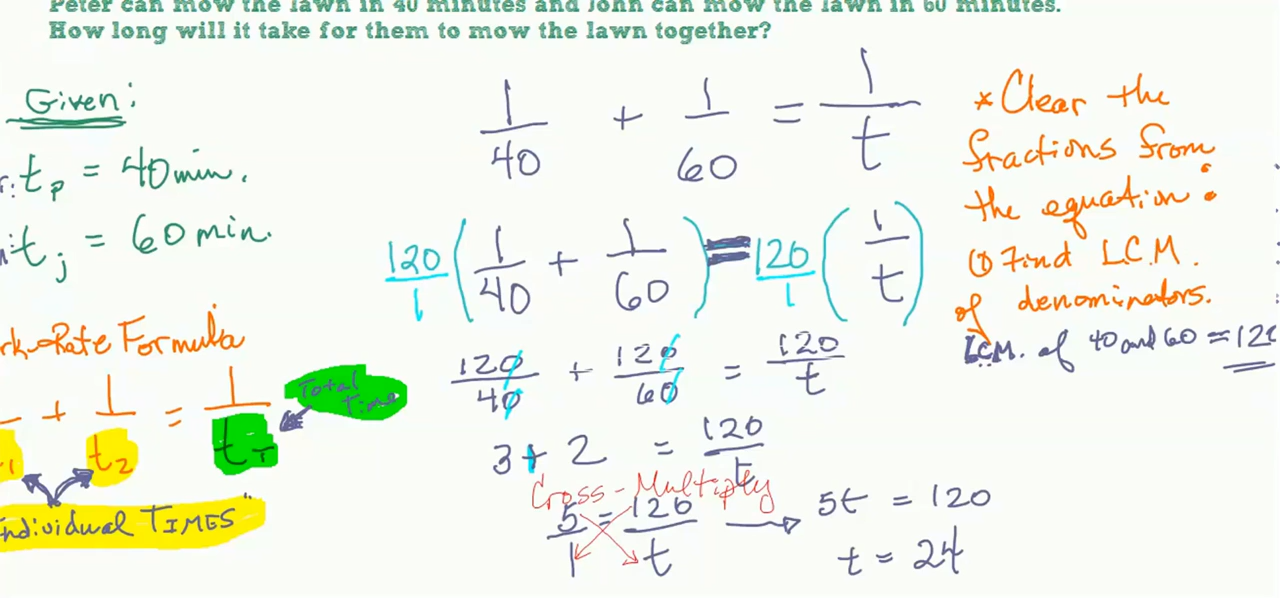 Peter can mow the lawn in 40 minutes and John can mow the lawn in 60 minutes.
How long will it take for them to mow the lawn together?
Given:
r: tp = 40 min.
tj = 60 min.
rk-Rate Formula
+ 1/t2 = 1/tT
Total
Time
ndividual TIMES
1/40 + 1/60 = 1/t
120/1 (1/40 + 1/60) = 120/1 (1/t)
120/40 + 120/60 = 120/t
3 + 2 = 120/t
Cross-Multiply
5/1 = 120/t → 5t = 120
t = 24
* Clear the
fractions from
the equation:
① Find L.C.M.
of denominators.
L.C.M. of 40 and 60 = 120